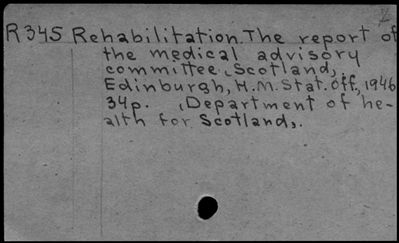 R345 Rehabilitation. The report of
the medical advisory
committee, Scotland,
Edinburgh, H.M. Stat. Off., 1946
34p. (Department of he-
alth for Scotland).